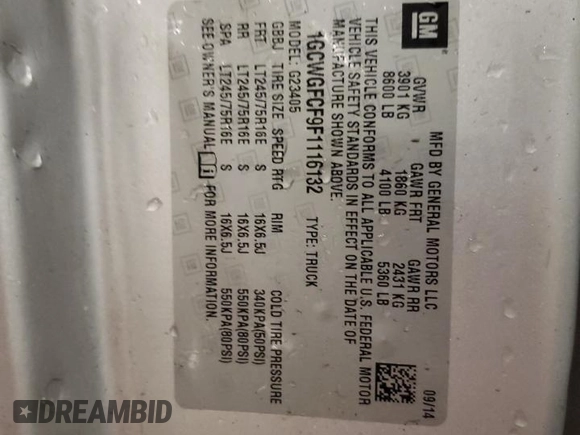 GM
MFD BY GENERAL MOTORS LLC 09/14
GVWR GAWR FRT GAWR RR
3901 KG 1860 KG 2431 KG
8600 LB 4100 LB 5360 LB
THIS VEHICLE CONFORMS TO ALL APPLICABLE U.S. FEDERAL MOTOR
VEHICLE SAFETY STANDARDS IN EFFECT ON THE DATE OF
MANUFACTURE SHOWN ABOVE.
1GCWGFCF9F1116132 TYPE: TRUCK
MODEL: G23405
GBBJ TIRE SIZE SPEED RTG RIM COLD TIRE PRESSURE
FRT LT245/75R16E S 16X6.5J 340KPA(50PSI)
RR LT245/75R16E S 16X6.5J 550KPA(80PSI)
SPA LT245/75R16E S 16X6.5J 550KPA(80PSI)
SEE OWNER'S MANUAL FOR MORE INFORMATION.
DREAMBID